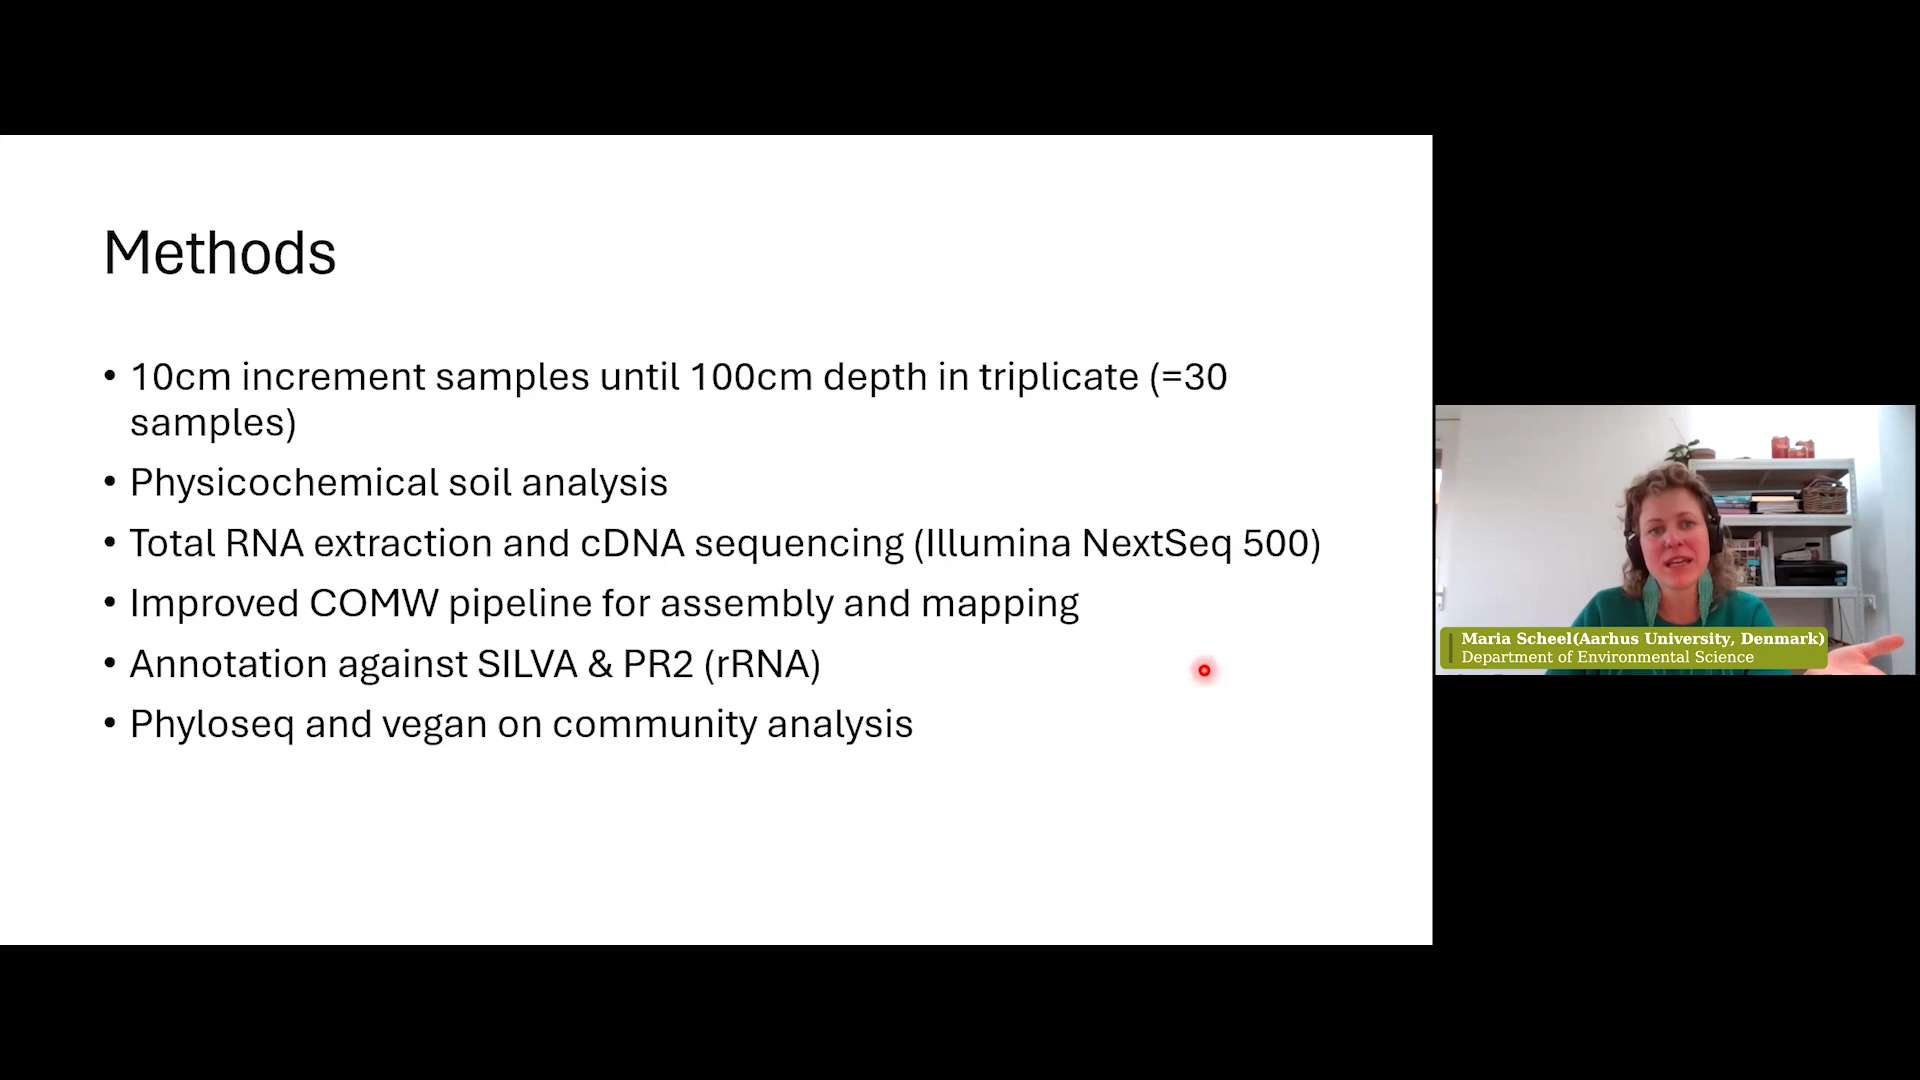 Methods
• 10cm increment samples until 100cm depth in triplicate (=30
samples)
• Physicochemical soil analysis
• Total RNA extraction and cDNA sequencing (Illumina NextSeq 500)
• Improved COMW pipeline for assembly and mapping
• Annotation against SILVA & PR2 (rRNA)
• Phyloseq and vegan on community analysis
Maria Scheel(Aarhus University, Denmark)
Department of Environmental Science